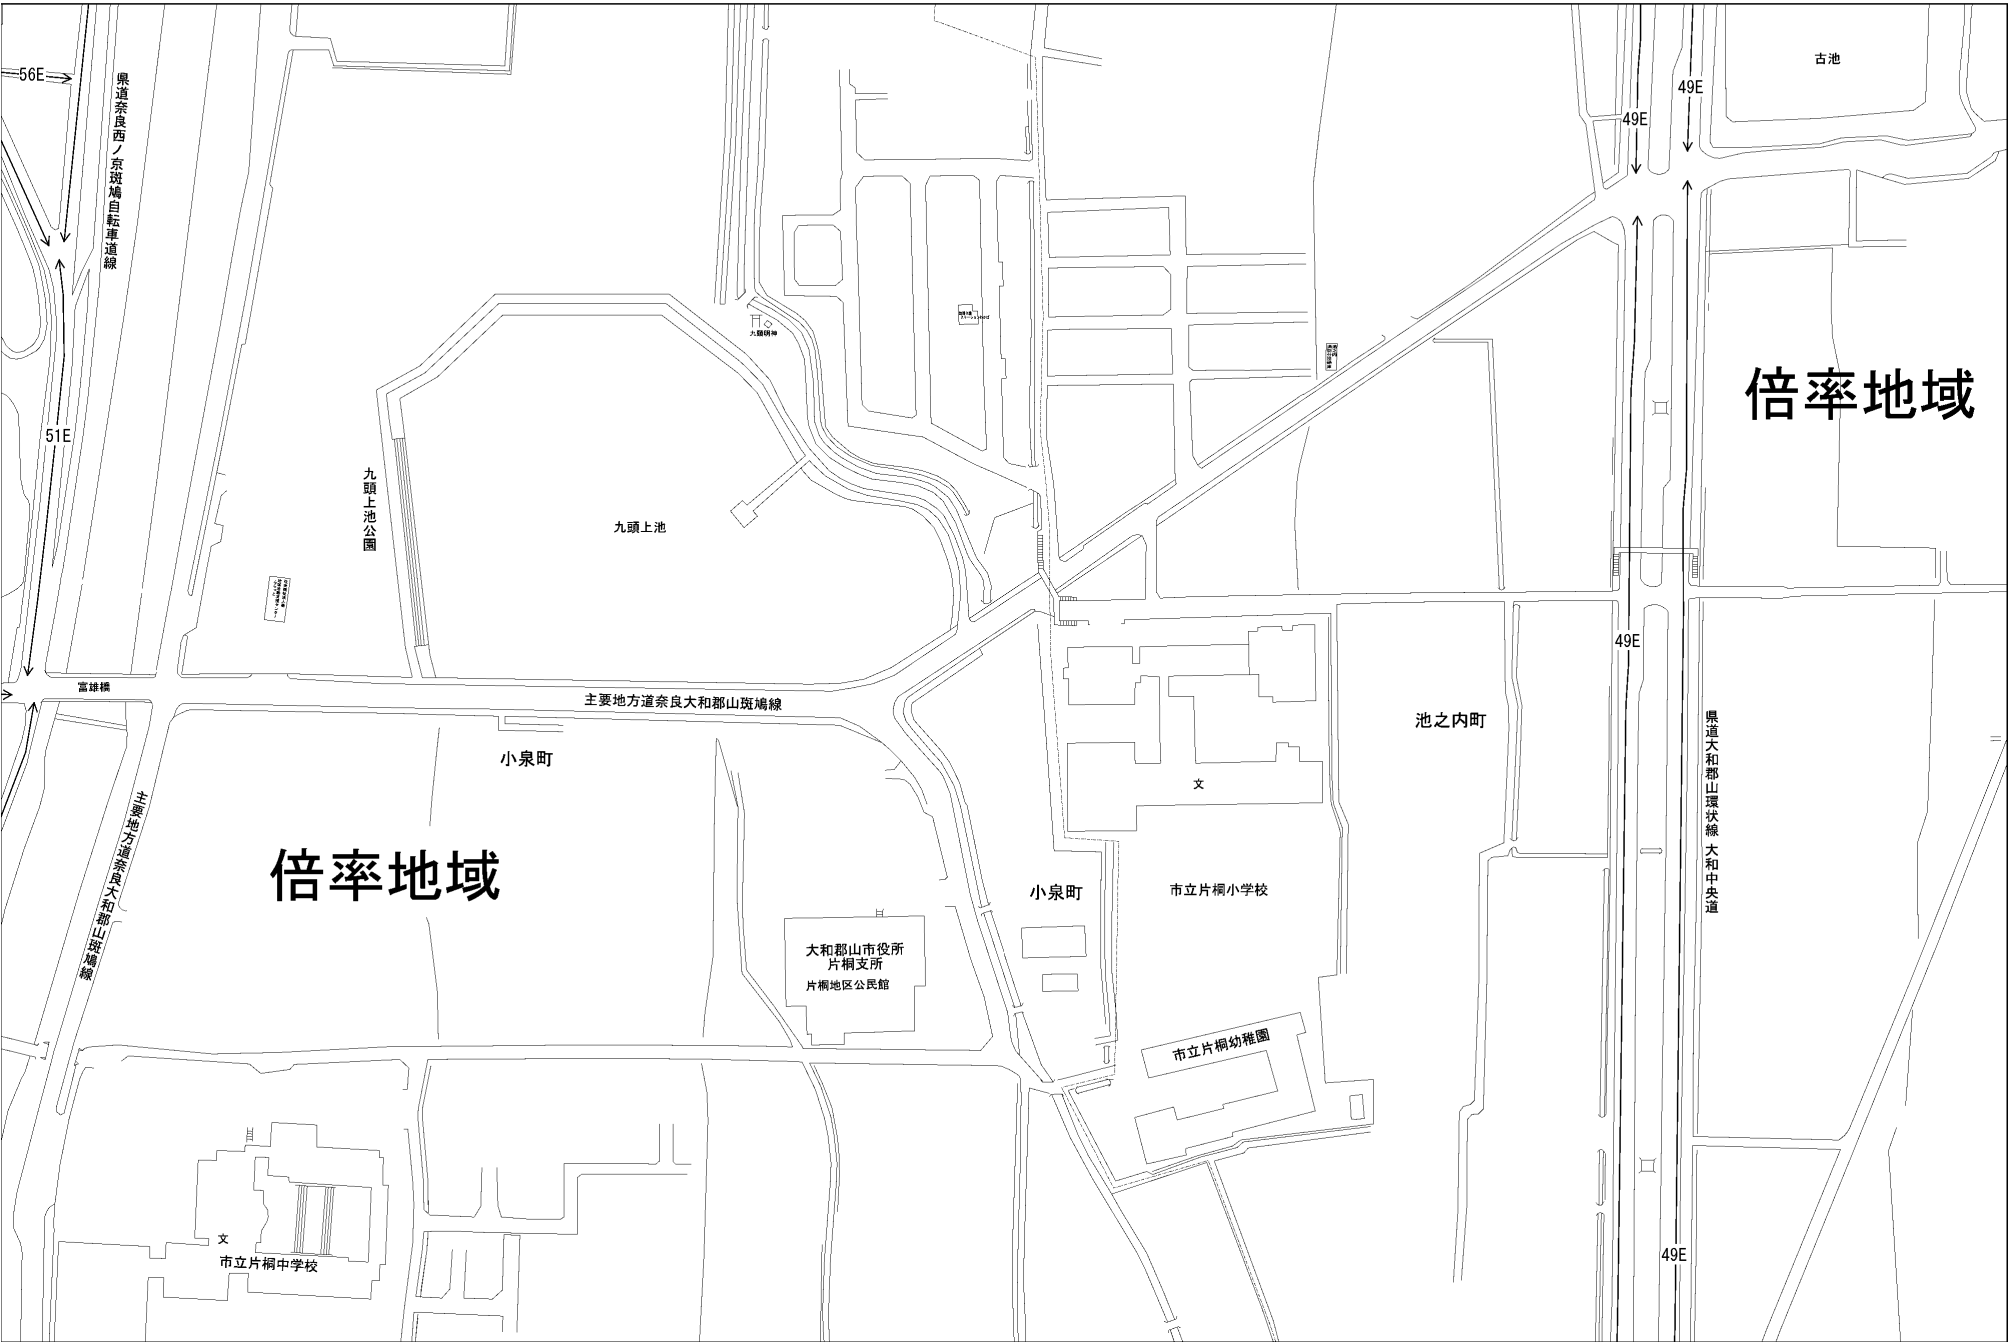 56E
県道奈良西ノ京斑鳩自転車道線
49E
49E
古池
九頭明神
倍率地域
51E
九頭上池公園
九頭上池
49E
富雄橋
主要地方道奈良大和郡山斑鳩線
小泉町
池之内町
県道大和郡山環状線 大和中央道
文
主要地方道奈良大和郡山斑鳩線
倍率地域
小泉町
市立片桐小学校
大和郡山市役所
片桐支所
片桐地区公民館
市立片桐幼稚園
文
市立片桐中学校
49E